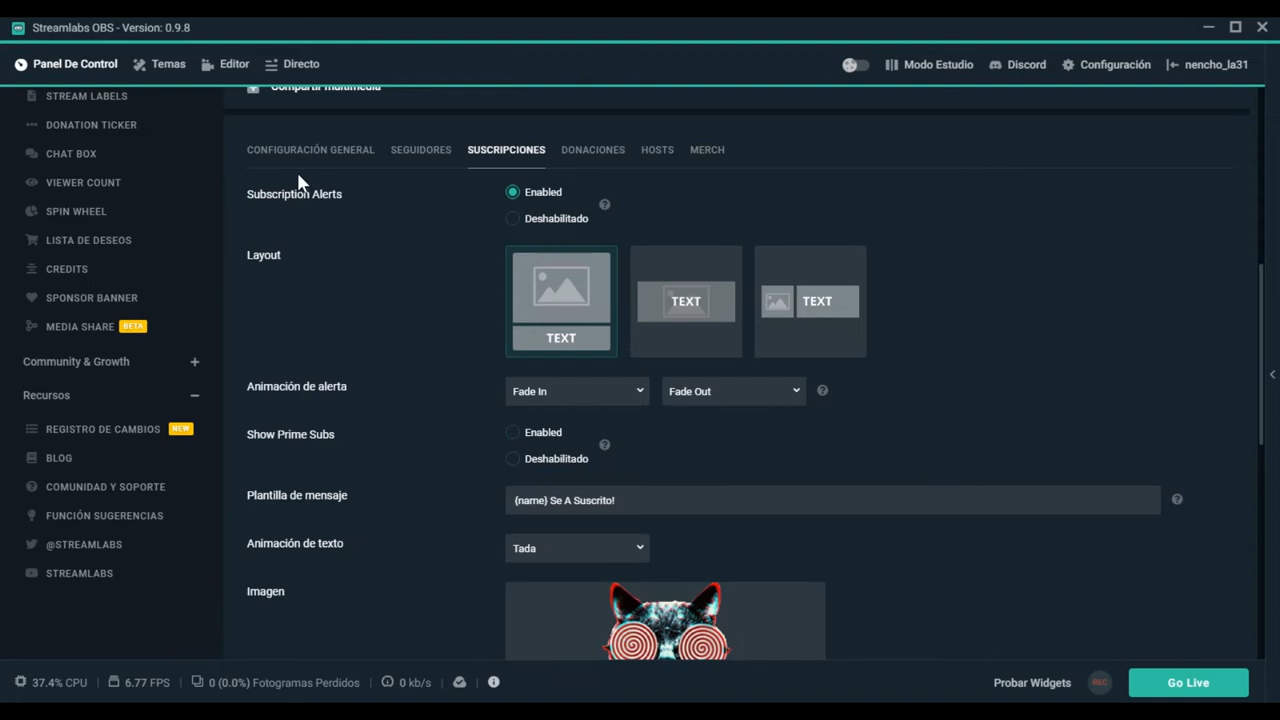 Streamlabs OBS - Version: 0.9.8
Panel De Control
Temas
Editor
Directo
Modo Estudio
Discord
Configuración
nencho_la31
STREAM LABELS
DONATION TICKER
CHAT BOX
VIEWER COUNT
SPIN WHEEL
LISTA DE DESEOS
CREDITS
SPONSOR BANNER
MEDIA SHARE BETA
Community & Growth
Recursos
REGISTRO DE CAMBIOS NEW
BLOG
COMUNIDAD Y SOPORTE
FUNCIÓN SUGERENCIAS
@STREAMLABS
STREAMLABS
Compartir multimedia
CONFIGURACIÓN GENERAL
SEGUIDORES
SUSCRIPCIONES
DONACIONES
HOSTS
MERCH
Subscription Alerts
Enabled
Deshabilitado
Layout
TEXT
TEXT
TEXT
Animación de alerta
Fade In
Fade Out
Show Prime Subs
Enabled
Deshabilitado
Plantilla de mensaje
{name} Se A Suscrito!
Animación de texto
Tada
Imagen
37.4% CPU
6.77 FPS
0 (0.0%) Fotogramas Perdidos
0 kb/s
Probar Widgets
REC
Go Live